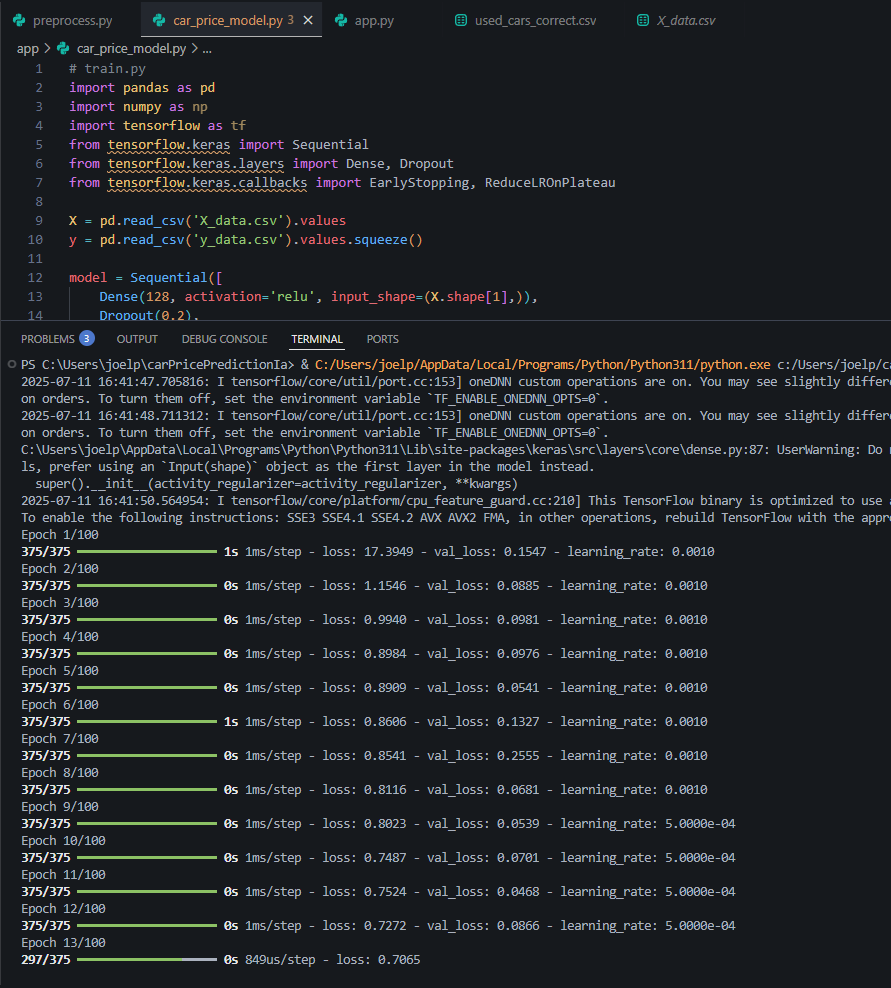 preprocess.py car_price_model.py 3 × app.py used_cars_correct.csv X_data.csv
app > car_price_model.py > ...
1 # train.py
2 import pandas as pd
3 import numpy as np
4 import tensorflow as tf
5 from tensorflow.keras import Sequential
6 from tensorflow.keras.layers import Dense, Dropout
7 from tensorflow.keras.callbacks import EarlyStopping, ReduceLROnPlateau
8
9 X = pd.read_csv('X_data.csv').values
10 y = pd.read_csv('y_data.csv').values.squeeze()
11
12 model = Sequential([
13 Dense(128, activation='relu', input_shape=(X.shape[1],)),
14 Dropout(0.2),
PROBLEMS 3 OUTPUT DEBUG CONSOLE TERMINAL PORTS
PS C:\Users\joelp\carPricePredictionIa> & C:/Users/joelp/AppData/Local/Programs/Python/Python311/python.exe c:/Users/joelp/ca
2025-07-11 16:41:47.705816: I tensorflow/core/util/port.cc:153] oneDNN custom operations are on. You may see slightly differe
on orders. To turn them off, set the environment variable `TF_ENABLE_ONEDNN_OPTS=0`.
2025-07-11 16:41:48.711312: I tensorflow/core/util/port.cc:153] oneDNN custom operations are on. You may see slightly differe
on orders. To turn them off, set the environment variable `TF_ENABLE_ONEDNN_OPTS=0`.
C:\Users\joelp\AppData\Local\Programs\Python\Python311\Lib\site-packages\keras\src\layers\core\dense.py:87: UserWarning: Do n
ls, prefer using an `Input(shape)` object as the first layer in the model instead.
super().__init__(activity_regularizer=activity_regularizer, **kwargs)
2025-07-11 16:41:50.564954: I tensorflow/core/platform/cpu_feature_guard.cc:210] This TensorFlow binary is optimized to use a
To enable the following instructions: SSE3 SSE4.1 SSE4.2 AVX AVX2 FMA, in other operations, rebuild TensorFlow with the appro
Epoch 1/100
375/375 1s 1ms/step - loss: 17.3949 - val_loss: 0.1547 - learning_rate: 0.0010
Epoch 2/100
375/375 0s 1ms/step - loss: 1.1546 - val_loss: 0.0885 - learning_rate: 0.0010
Epoch 3/100
375/375 0s 1ms/step - loss: 0.9940 - val_loss: 0.0981 - learning_rate: 0.0010
Epoch 4/100
375/375 0s 1ms/step - loss: 0.8984 - val_loss: 0.0976 - learning_rate: 0.0010
Epoch 5/100
375/375 0s 1ms/step - loss: 0.8909 - val_loss: 0.0541 - learning_rate: 0.0010
Epoch 6/100
375/375 1s 1ms/step - loss: 0.8606 - val_loss: 0.1327 - learning_rate: 0.0010
Epoch 7/100
375/375 0s 1ms/step - loss: 0.8541 - val_loss: 0.2555 - learning_rate: 0.0010
Epoch 8/100
375/375 0s 1ms/step - loss: 0.8116 - val_loss: 0.0681 - learning_rate: 0.0010
Epoch 9/100
375/375 0s 1ms/step - loss: 0.8023 - val_loss: 0.0539 - learning_rate: 5.0000e-04
Epoch 10/100
375/375 0s 1ms/step - loss: 0.7487 - val_loss: 0.0701 - learning_rate: 5.0000e-04
Epoch 11/100
375/375 0s 1ms/step - loss: 0.7524 - val_loss: 0.0468 - learning_rate: 5.0000e-04
Epoch 12/100
375/375 0s 1ms/step - loss: 0.7272 - val_loss: 0.0866 - learning_rate: 5.0000e-04
Epoch 13/100
297/375 0s 849us/step - loss: 0.7065